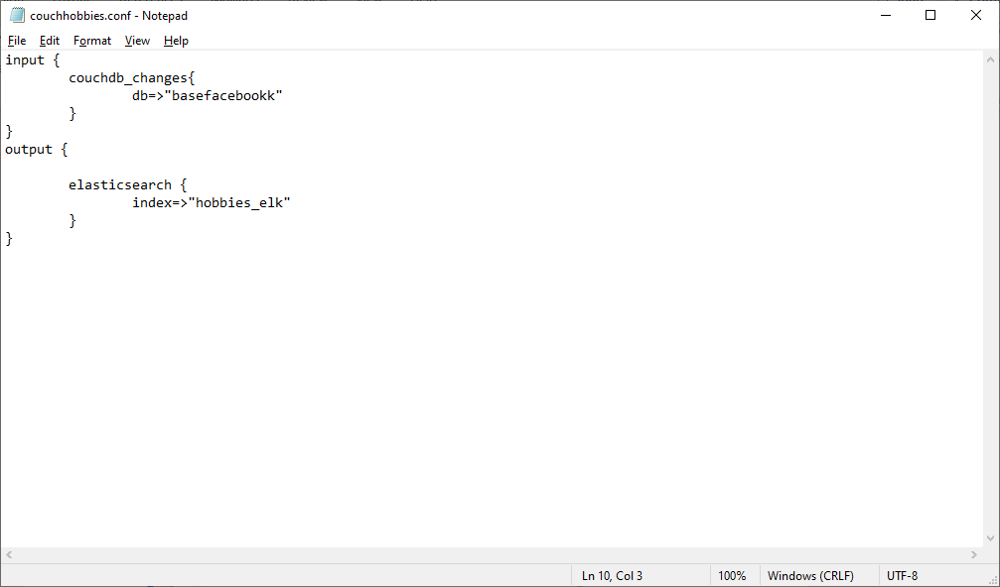 couchhobbies.conf - Notepad
File Edit Format View Help
input {
        couchdb_changes{
                db=>"basefacebookk"
        }
}
output {

        elasticsearch {
                index=>"hobbies_elk"
        }
}
Ln 10, Col 3 100% Windows (CRLF) UTF-8